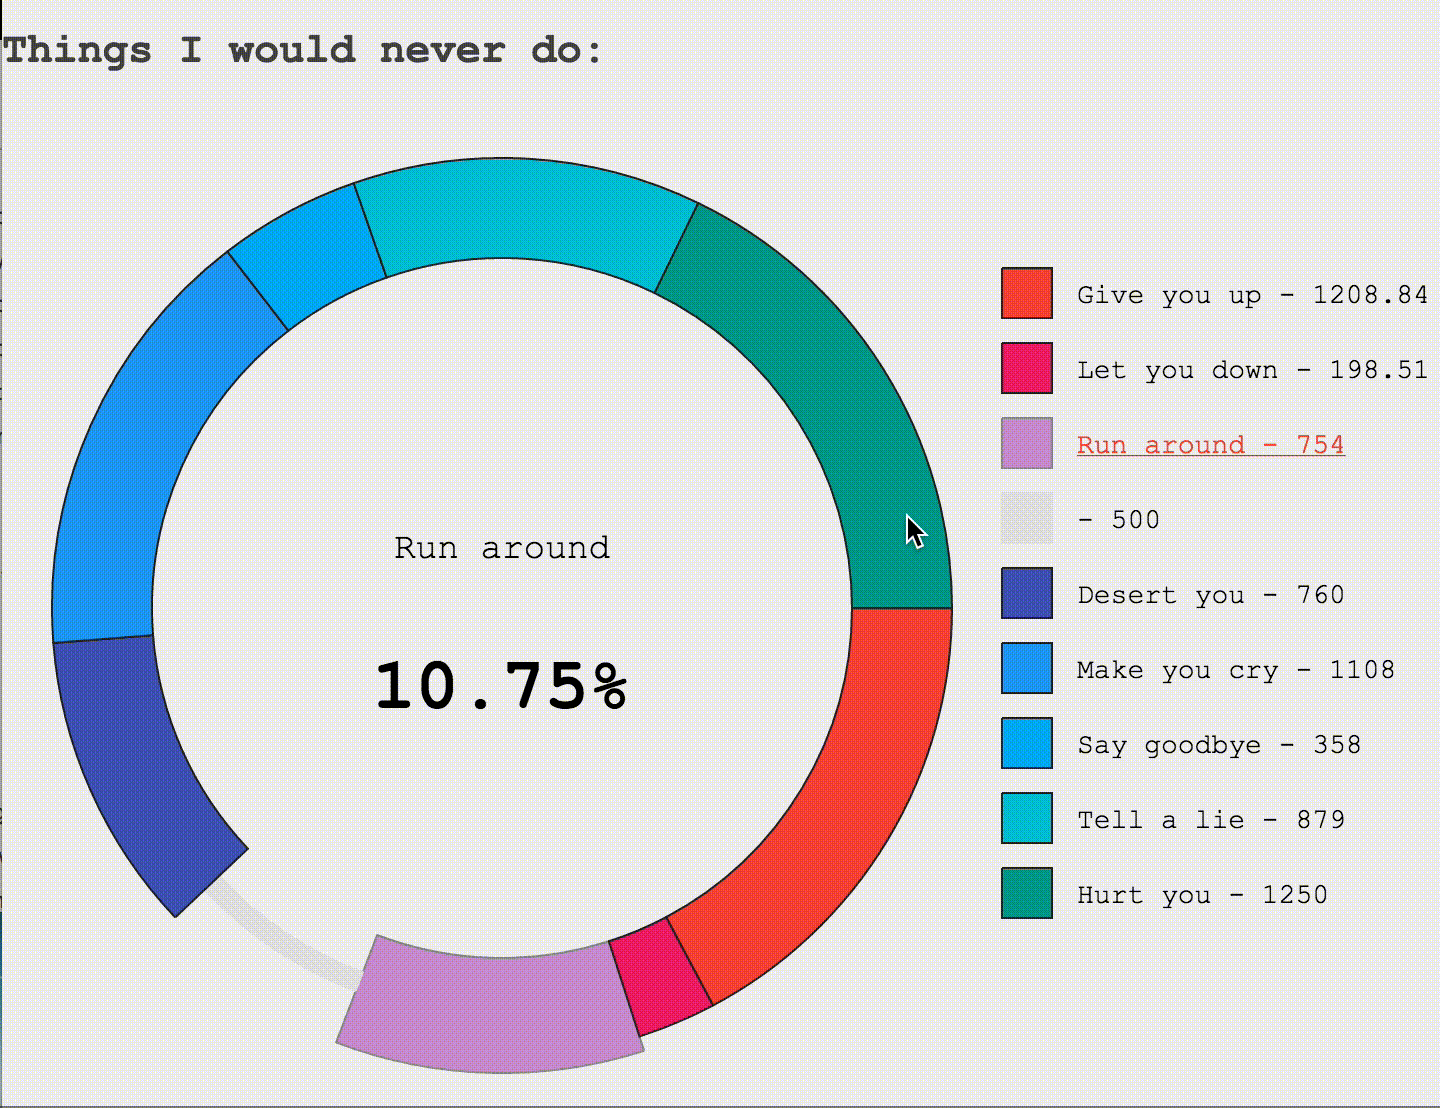 Things I would never do:
Give you up - 1208.84
Let you down - 198.51
Run around - 754
- 500
Desert you - 760
Make you cry - 1108
Say goodbye - 358
Tell a lie - 879
Hurt you - 1250
Run around
10.75%